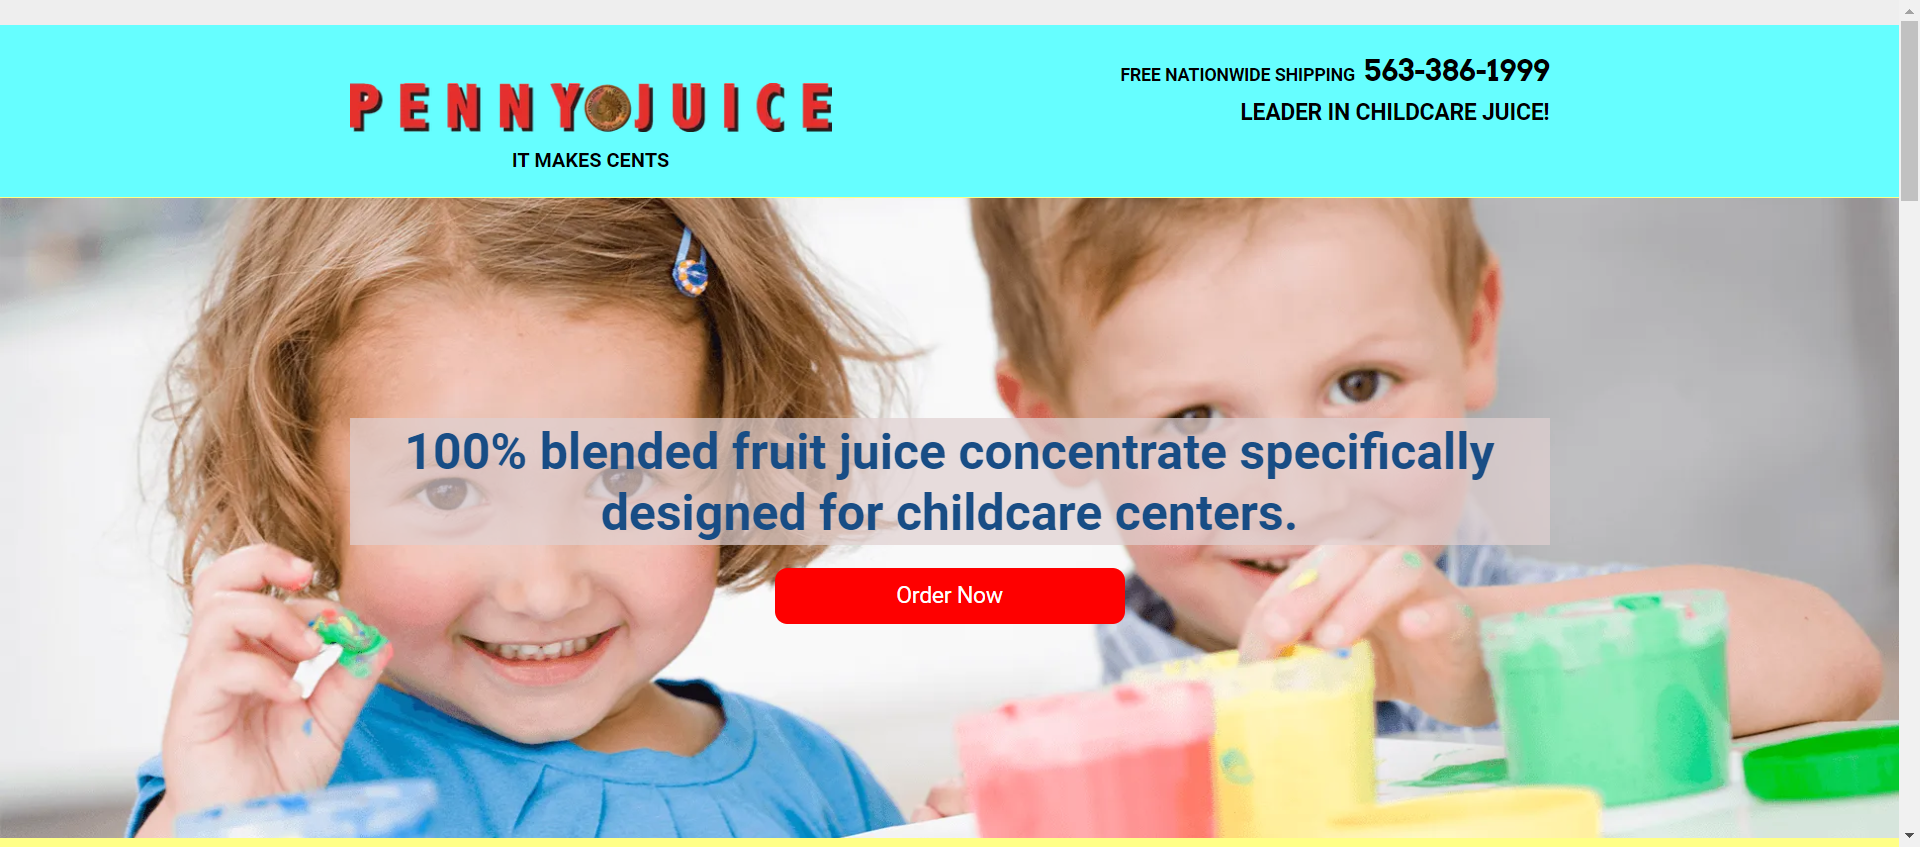 PENNY JUICE
IT MAKES CENTS
FREE NATIONWIDE SHIPPING 563-386-1999
LEADER IN CHILDCARE JUICE!
100% blended fruit juice concentrate specifically
designed for childcare centers.
Order Now